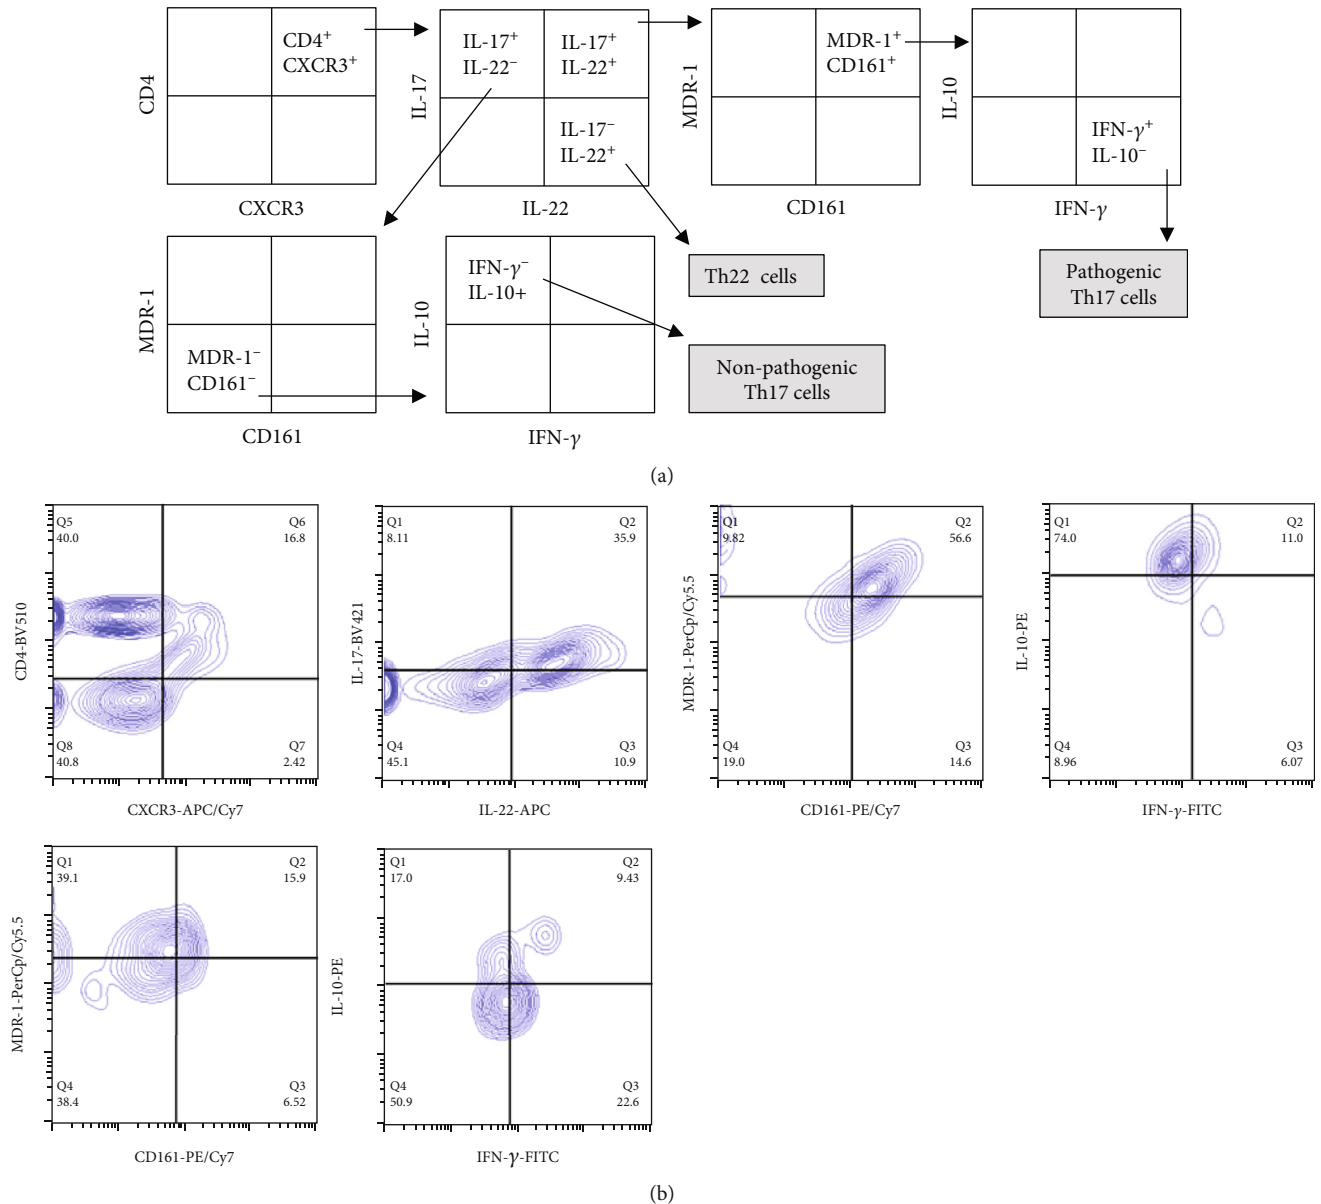 CD4
CD4⁺
CXCR3⁺
CXCR3
IL-17
IL-17⁺
IL-22⁻
IL-17⁺
IL-22⁺
IL-17⁻
IL-22⁺
IL-22
MDR-1
MDR-1⁺
CD161⁺
CD161
IL-10
IFN-γ⁺
IL-10⁻
IFN-γ
MDR-1
MDR-1⁻
CD161⁻
CD161
IL-10
IFN-γ⁻
IL-10+
IFN-γ
Th22 cells
Non-pathogenic
Th17 cells
Pathogenic
Th17 cells
(a)
CD4-BV510
Q5
40.0
Q6
16.8
Q8
40.8
Q7
2.42
CXCR3-APC/Cy7
IL-17-BV421
Q1
8.11
Q2
35.9
Q4
45.1
Q3
10.9
IL-22-APC
MDR-1-PerCp/Cy5.5
Q1
9.82
Q2
56.6
Q4
19.0
Q3
14.6
CD161-PE/Cy7
IL-10-PE
Q1
74.0
Q2
11.0
Q4
8.96
Q3
6.07
IFN-γ-FITC
MDR-1-PerCp/Cy5.5
Q1
39.1
Q2
15.9
Q4
38.4
Q3
6.52
CD161-PE/Cy7
IL-10-PE
Q1
17.0
Q2
9.43
Q4
50.9
Q3
22.6
IFN-γ-FITC
(b)